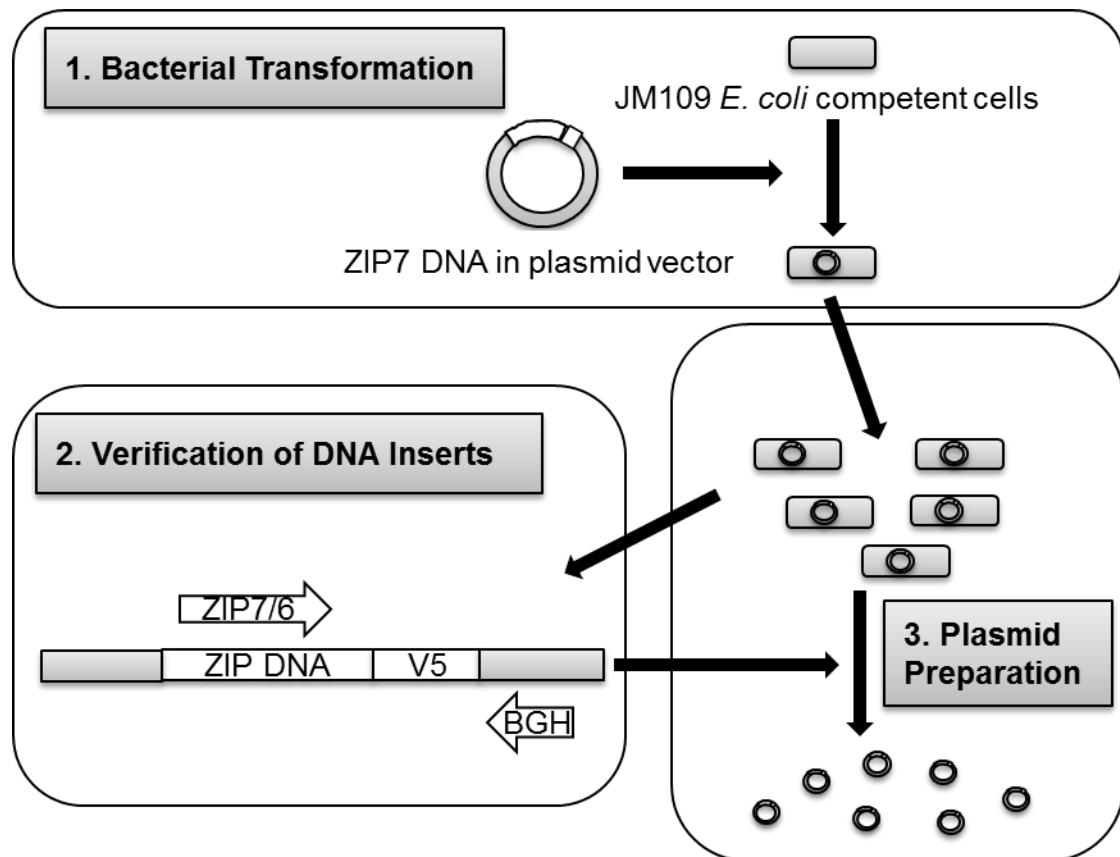 1. Bacterial Transformation
JM109 E. coli competent cells
ZIP7 DNA in plasmid vector
2. Verification of DNA Inserts
ZIP7/6
ZIP DNA
V5
BGH
3. Plasmid
Preparation